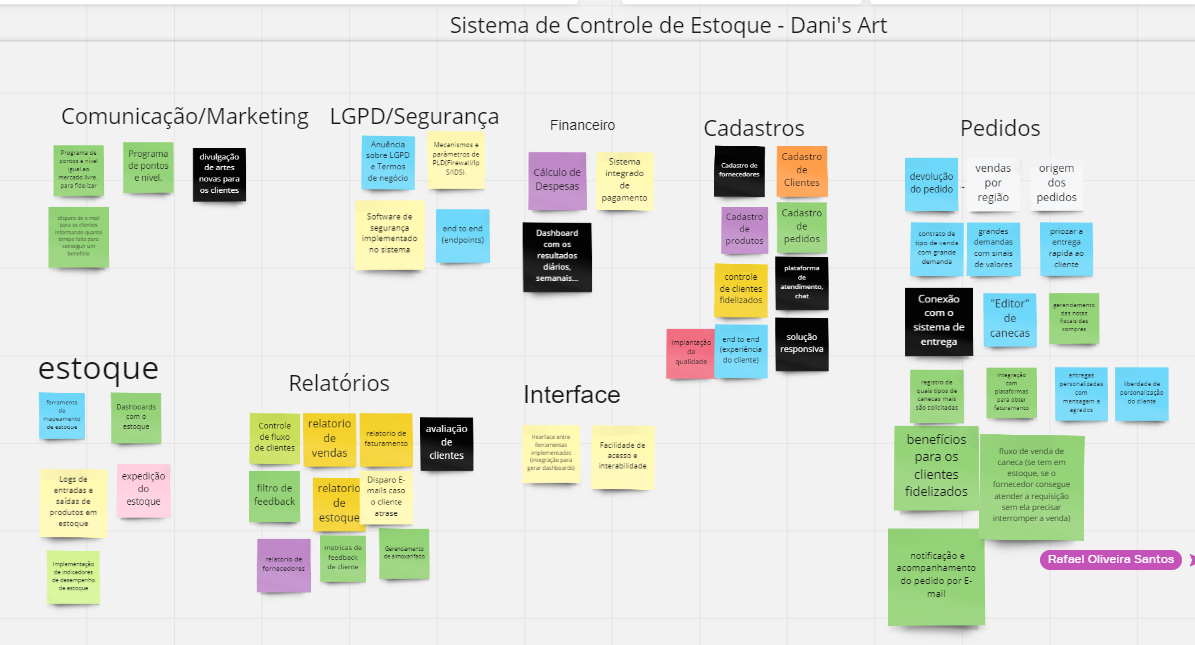 Sistema de Controle de Estoque - Dani's Art
Comunicação/Marketing
Programa de
pontos e nivel
igual ao
mercado livre...
para fidelizar
Programa
de pontos
e nivel.
divulgação
de artes
novas para
os clientes
disparo de e-mail
para os clientes
informando quanto
tempo falta para
conseguir um
beneficio
LGPD/Segurança
Anuência
sobre LGPD
e Termos
de negócio
Mecanismos e
parâmetros de
PLD(Firewall/Ip
S/IDS).
Software de
segurança
implementado
no sistema
end to end
(endpoints)
Financeiro
Cálculo de
Despesas
Sistema
integrado
de
pagamento
Dashboard
com os
resultados
diários,
semanais...
Cadastros
Cadastro de
fornecedores
Cadastro
de
Clientes
Cadastro
de
produtos
Cadastro
de
pedidos
controle
de clientes
fidelizados
plataforma
de
atendimento,
chat
implantação
da
qualidade
end to end
(experiência
do cliente)
solução
responsiva
Pedidos
devolução
do pedido
-
vendas
por
região
origem
dos
pedidos
contrato de
tipo de venda
com grande
demanda
grandes
demandas
com sinais
de valores
priozar a
entrega
rapida ao
cliente
Conexão
com o
sistema de
entrega
"Editor"
de
canecas
gerenciamento
das notas
fiscais das
compras
registro de
quais tipos de
canecas mais
são solicitadas
integração
com
plataformas
para obter
faturamento
entregas
personalizadas
com
mensagem e
agrados
liberdade de
personalização
do cliente
benefícios
para os
clientes
fidelizados
fluxo de venda de
caneca (se tem em
estoque, se o
fornecedor consegue
atender a requisição
sem ela precisar
interromper a venda)
notificação e
acompanhamento
do pedido por E-
mail
Rafael Oliveira Santos
estoque
ferramenta
de
mapeamento
de estoque
Dashboards
com o
estoque
Logs de
entradas e
saídas de
produtos em
estoque
expedição
do
estoque
Implementação
de indicadores
de desempenho
de estoque
Relatórios
Controle
de fluxo
de clientes
relatorio
de
vendas
relatorio de
faturamento
avaliação
de
clientes
filtro de
feedback
relatorio
de
estoque
Disparo E-
mails caso
o cliente
atrase
relatorio de
fornecedores
metricas de
feedback
de cliente
Gerenciamento
de almoxarifado.
Interface
Interface entre
ferramentas
implementadas
(integração para
gerar dashboards)
Facilidade de
acesso e
interabilidade